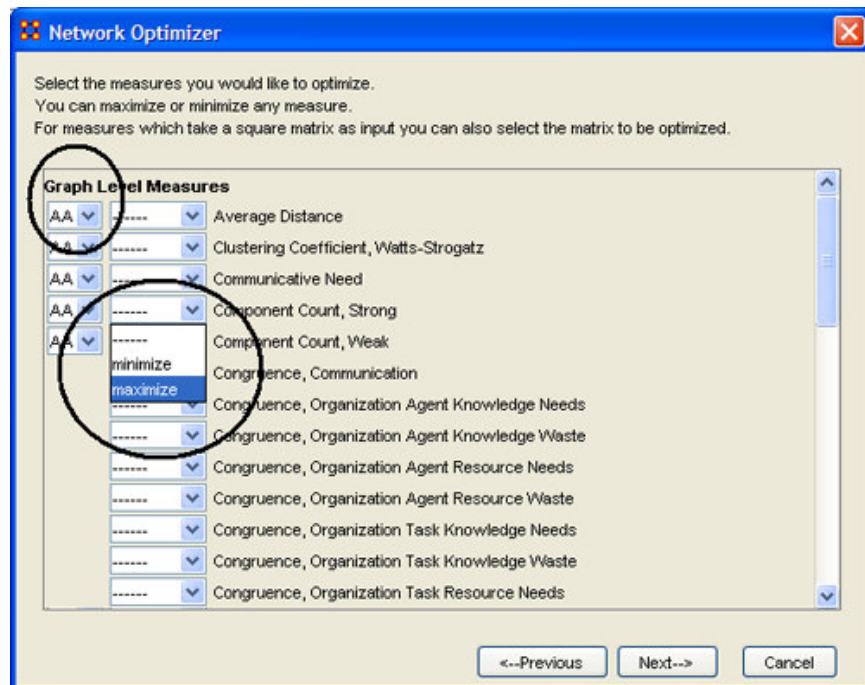 Network Optimizer
Select the measures you would like to optimize.
You can maximize or minimize any measure.
For measures which take a square matrix as input you can also select the matrix to be optimized.
Graph Level Measures
AA ------ Average Distance
AA ------ Clustering Coefficient, Watts-Strogatz
AA ------ Communicative Need
AA ------ Component Count, Strong
AA ------ Component Count, Weak
minimize Congruence, Communication
maximize
------ Congruence, Organization Agent Knowledge Needs
------ Congruence, Organization Agent Knowledge Waste
------ Congruence, Organization Agent Resource Needs
------ Congruence, Organization Agent Resource Waste
------ Congruence, Organization Task Knowledge Needs
------ Congruence, Organization Task Knowledge Waste
------ Congruence, Organization Task Resource Needs
<--Previous Next--> Cancel